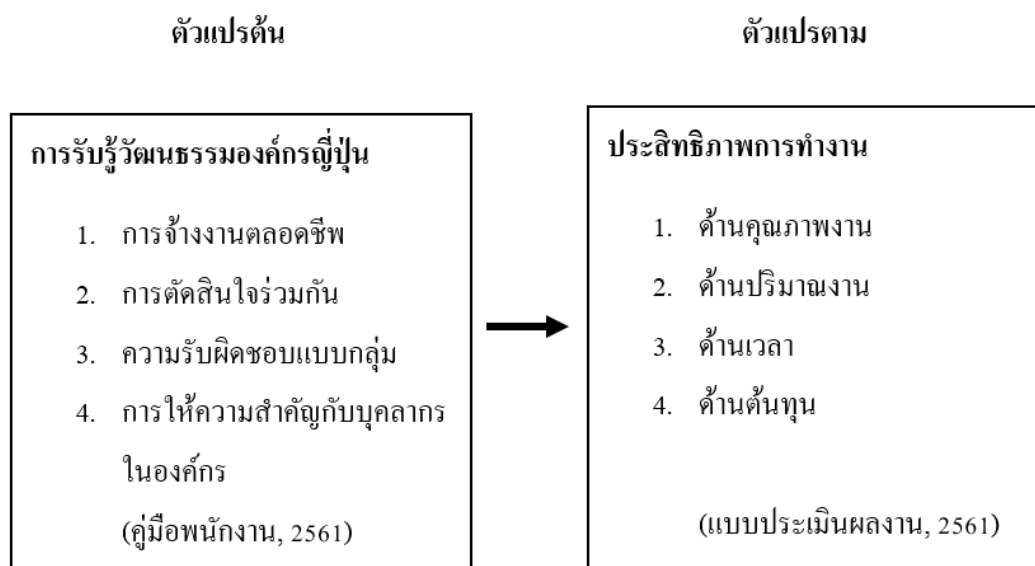 ตัวแปรต้น
ตัวแปรตาม
การรับรู้วัฒนธรรมองค์กรญี่ปุ่น
1. การจ้างงานตลอดชีพ
2. การตัดสินใจร่วมกัน
3. ความรับผิดชอบแบบกลุ่ม
4. การให้ความสำคัญกับบุคลากร
ในองค์กร
(คู่มือพนักงาน, 2561)
ประสิทธิภาพการทำงาน
1. ด้านคุณภาพงาน
2. ด้านปริมาณงาน
3. ด้านเวลา
4. ด้านต้นทุน
(แบบประเมินผลงาน, 2561)